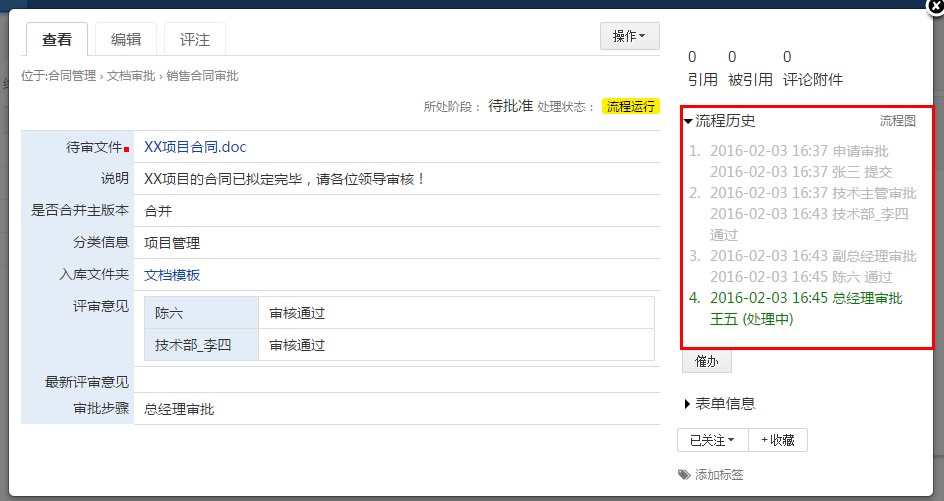 查看 编辑 评注 操作
位于:合同管理 › 文档审批 › 销售合同审批
所处阶段： 待批准 处理状态： 流程运行
待审文件 XX项目合同.doc
说明 XX项目的合同已拟定完毕，请各位领导审核！
是否合并主版本 合并
分类信息 项目管理
入库文件夹 文档模板
评审意见 陈六 审核通过
技术部_李四 审核通过
最新评审意见
审批步骤 总经理审批
0 0 0
引用 被引用 评论附件
流程历史 流程图
1. 2016-02-03 16:37 申请审批
2016-02-03 16:37 张三 提交
2. 2016-02-03 16:37 技术主管审批
2016-02-03 16:43 技术部_李四
通过
3. 2016-02-03 16:43 副总经理审批
2016-02-03 16:45 陈六 通过
4. 2016-02-03 16:45 总经理审批
王五 (处理中)
催办
表单信息
已关注 +收藏
添加标签